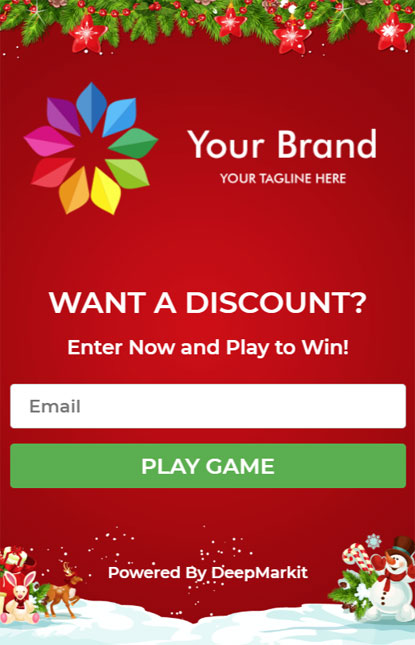 Your Brand
YOUR TAGLINE HERE
WANT A DISCOUNT?
Enter Now and Play to Win!
Email
PLAY GAME
Powered By DeepMarkit